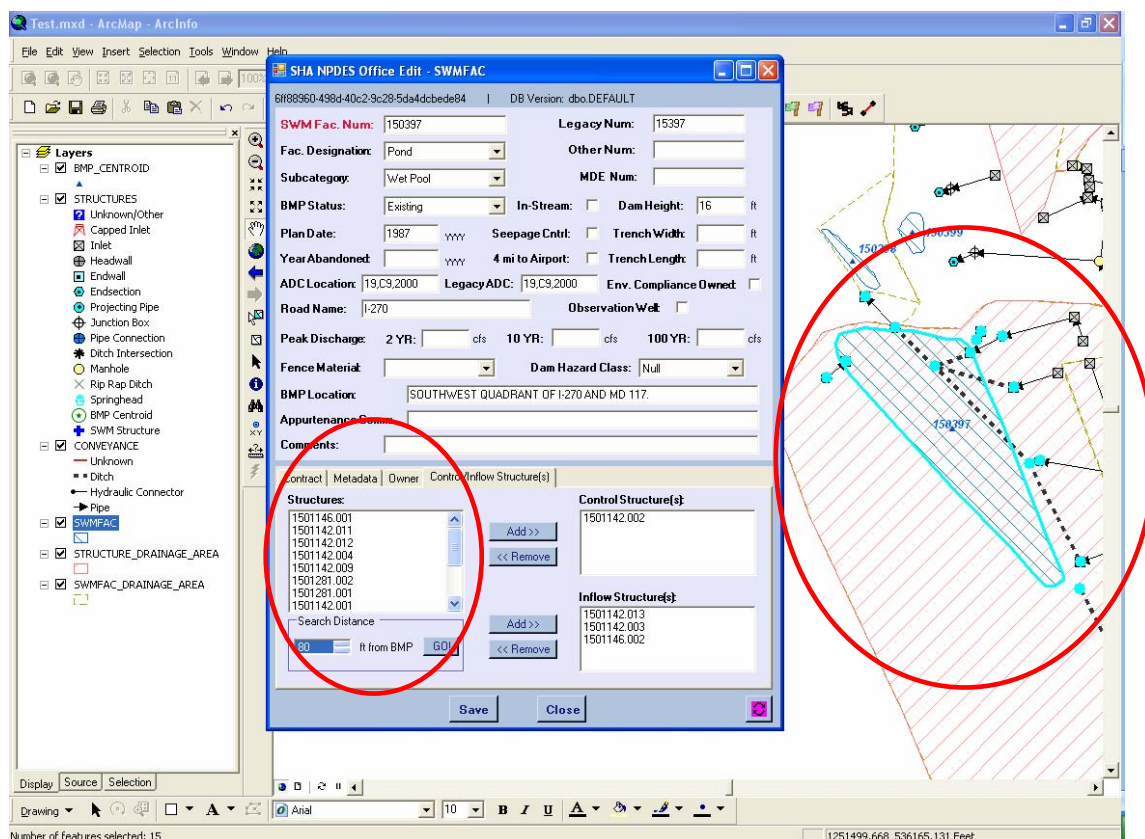 Test.mxd - ArcMap - ArcInfo
File Edit View Insert Selection Tools Window Help
100%
Layers
BMP_CENTROID
STRUCTURES
Unknown/Other
Capped Inlet
Inlet
Headwall
Endwall
Endsection
Projecting Pipe
Junction Box
Pipe Connection
Ditch Intersection
Manhole
Rip Rap Ditch
Springhead
BMP Centroid
SWM Structure
CONVEYANCE
Unknown
Ditch
Hydraulic Connector
Pipe
SWMFAC
STRUCTURE_DRAINAGE_AREA
SWMFAC_DRAINAGE_AREA
Display Source Selection
SHA NPDES Office Edit - SWMFAC
6ff88960-498d-40c2-9c28-5da4dcbede84 | DB Version: dbo.DEFAULT
SWM Fac. Num: 150397 Legacy Num: 15397
Fac. Designation: Pond Other Num:
Subcategory: Wet Pool MDE Num:
BMP Status: Existing In-Stream: Dam Height: 16 ft
Plan Date: 1987 yyyy Seepage Cntrl: Trench Width: ft
Year Abandoned: yyyy 4 mi to Airport: Trench Length: ft
ADC Location: 19,C9,2000 Legacy ADC: 19,C9,2000 Env. Compliance Owned:
Road Name: I-270 Observation Well:
Peak Discharge: 2 YR: cfs 10 YR: cfs 100 YR: cfs
Fence Material: Dam Hazard Class: Null
BMP Location: SOUTHWEST QUADRANT OF I-270 AND MD 117.
Appurtenance
Comments:
Contract Metadata Owner Control/Inflow Structure(s)
Structures:
1501146.001
1501142.011
1501142.012
1501142.004
1501142.009
1501281.002
1501281.001
1501142.001
Search Distance
80 ft from BMP GO!
Add >>
<< Remove
Add >>
<< Remove
Control Structure(s):
1501142.002
Inflow Structure(s):
1501142.013
1501142.003
1501146.002
Save Close
150399
150397
Drawing A Arial 10 B I U A
Number of features selected: 15
1251499.668 536165.131 Feet